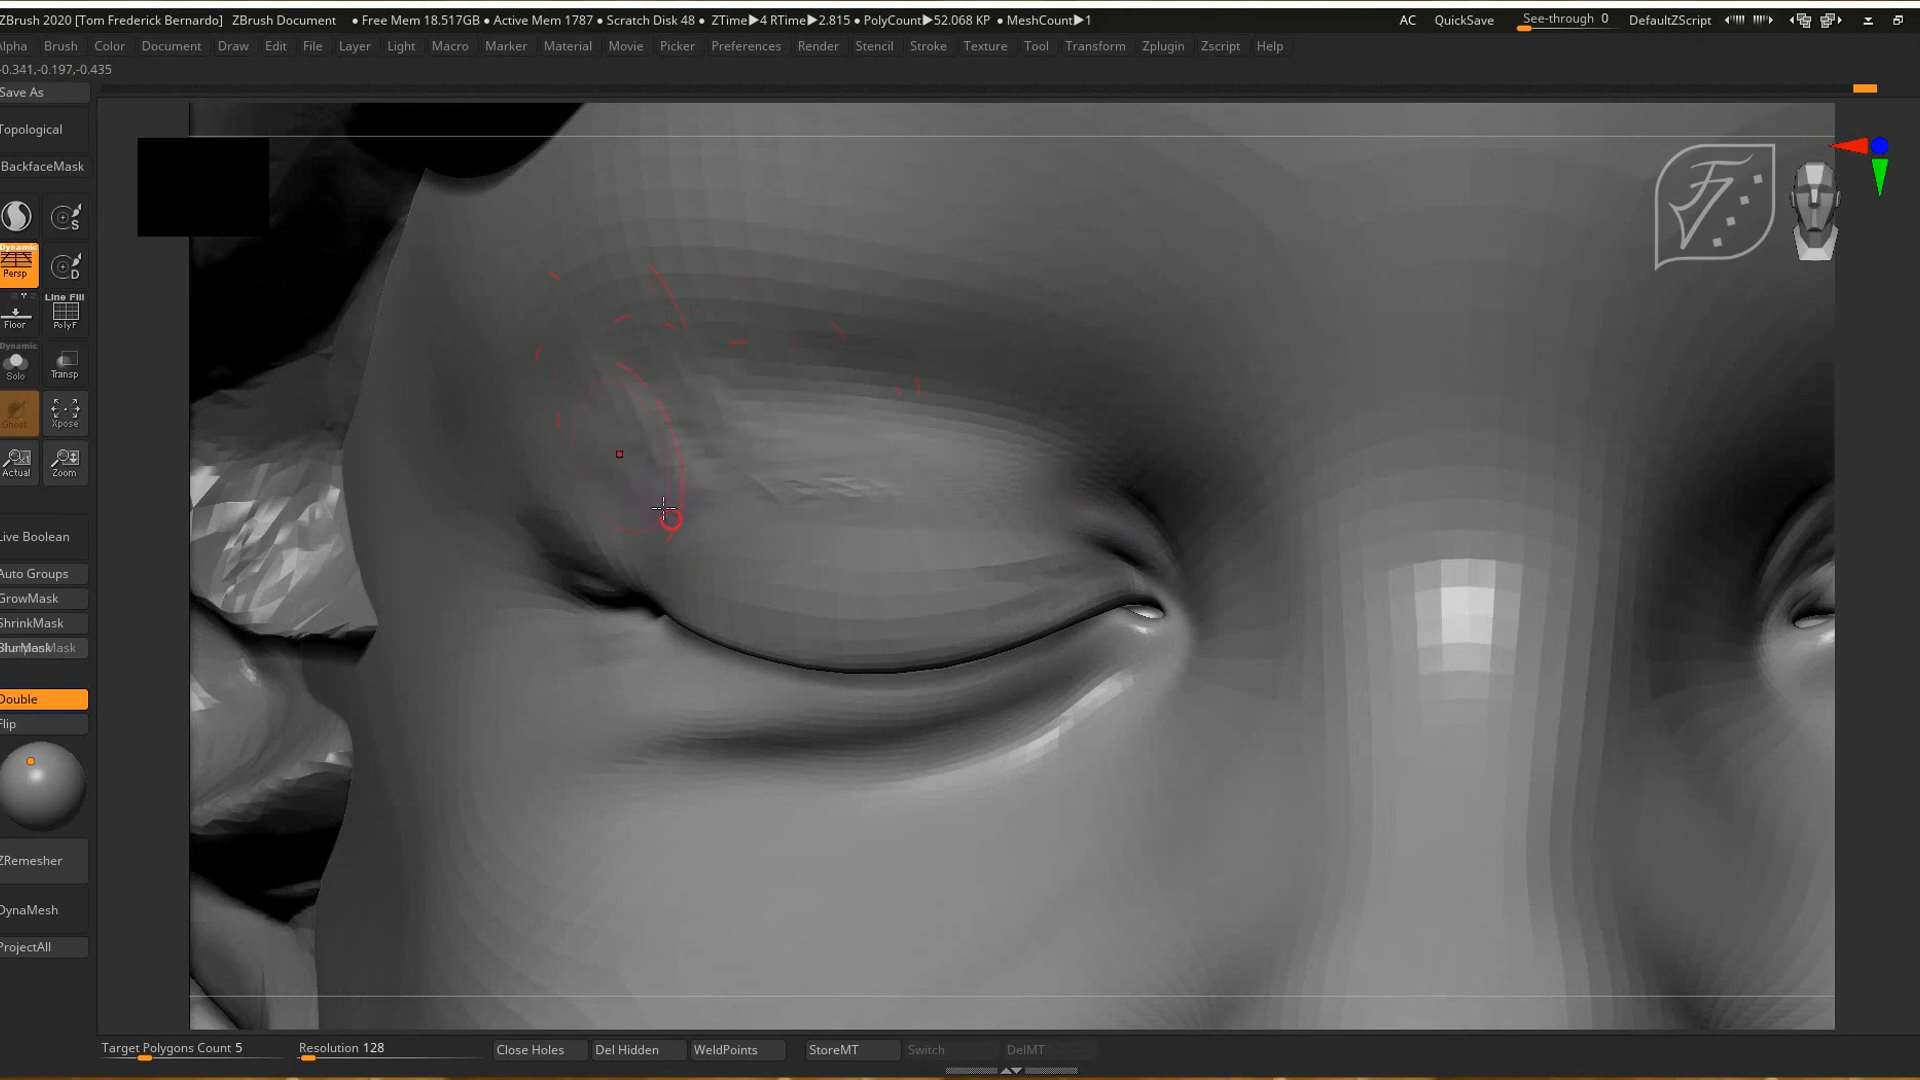 ZBrush 2020 [Tom Frederick Bernardo] ZBrush Document ● Free Mem 18.517GB ● Active Mem 1787 ● Scratch Disk 48 ● ZTime▶4 RTime▶2.815 ● PolyCount▶52.068 KP ● MeshCount▶1 AC QuickSave See-through 0 DefaultZScript
Alpha Brush Color Document Draw Edit File Layer Light Macro Marker Material Movie Picker Preferences Render Stencil Stroke Texture Tool Transform Zplugin Zscript Help
-0.341,-0.197,-0.435
Save As
Topological
BackfaceMask
S
Dynamic
Persp
D
Floor
Line Fill
PolyF
Dynamic
Solo
Transp
Ghost
Xpose
Actual
Zoom
Live Boolean
Auto Groups
GrowMask
ShrinkMask
BlurMask
Double
Flip
ZRemesher
DynaMesh
ProjectAll
Target Polygons Count 5 Resolution 128 Close Holes Del Hidden WeldPoints StoreMT Switch DelMT